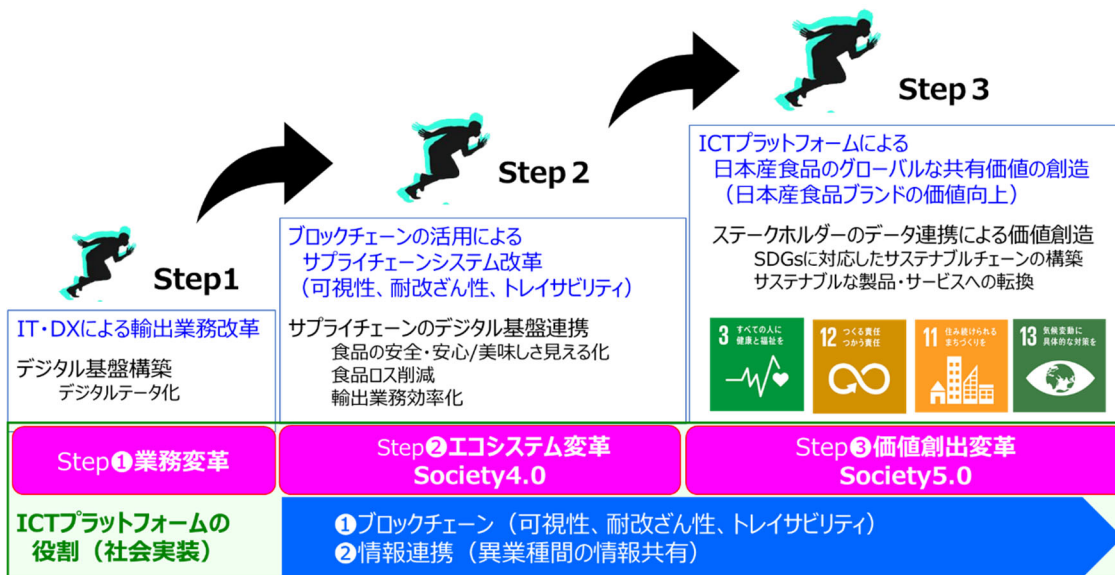 Step1
IT・DXによる輸出業務改革
デジタル基盤構築
デジタルテータ化
Step 2
ブロックチェーンの活用による
サプライチェーンシステム改革
（可視性、耐改ざん性、トレイサビリティ）
サプライチェーンのデジタル基盤連携
食品の安全・安心/美味しさ見える化
食品ロス削減
輸出業務効率化
Step 3
ICTプラットフォームによる
日本産食品のグローバルな共有価値の創造
（日本産食品ブランドの価値向上）
ステークホルダーのデータ連携による価値創造
SDGsに対応したサステナブルチェーンの構築
サステナブルな製品・サービスへの転換
3 すべての人に
健康と福祉を
12 つくる責任
つかう責任
11 住み続けられる
まちづくりを
13 気候変動に
具体的な対策を
Step❶業務変革
Step❷エコシステム変革
Society4.0
Step❸価値創出変革
Society5.0
ICTプラットフォームの
役割（社会実装）
❶ブロックチェーン（可視性、耐改ざん性、トレイサビリティ）
❷情報連携（異業種間の情報共有）